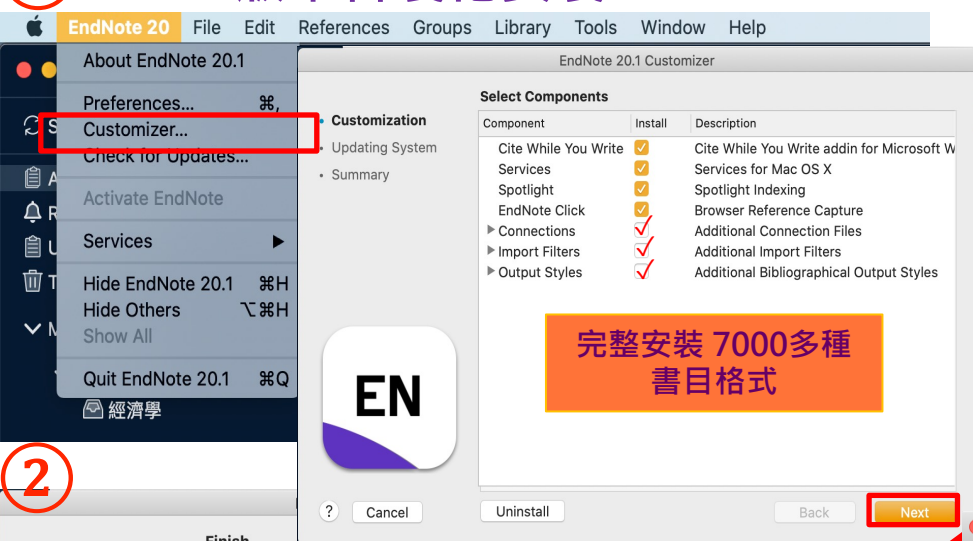 EndNote 20 File Edit References Groups Library Tools Window Help
About EndNote 20.1
Preferences... ⌘,
Customizer...
Check for Updates...
Activate EndNote
Services
Hide EndNote 20.1 ⌘H
Hide Others ⌥⌘H
Show All
Quit EndNote 20.1 ⌘Q
經濟學
EndNote 20.1 Customizer
Customization
Updating System
Summary
Select Components
Component Install Description
Cite While You Write Cite While You Write addin for Microsoft W
Services Services for Mac OS X
Spotlight Spotlight Indexing
EndNote Click Browser Reference Capture
Connections Additional Connection Files
Import Filters Additional Import Filters
Output Styles Additional Bibliographical Output Styles
完整安裝 7000多種
書目格式
EN
? Cancel Uninstall Back Next
2